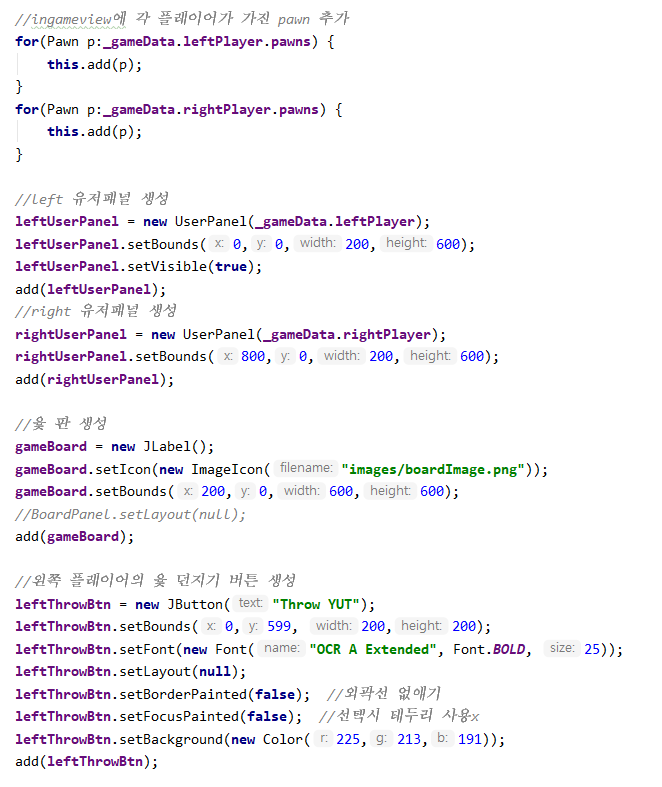 //ingameview에 각 플레이어가 가진 pawn 추가
for(Pawn p:_gameData.leftPlayer.pawns) {
    this.add(p);
}
for(Pawn p:_gameData.rightPlayer.pawns) {
    this.add(p);
}

//left 유저패널 생성
leftUserPanel = new UserPanel(_gameData.leftPlayer);
leftUserPanel.setBounds( x: 0, y: 0, width: 200, height: 600);
leftUserPanel.setVisible(true);
add(leftUserPanel);
//right 유저패널 생성
rightUserPanel = new UserPanel(_gameData.rightPlayer);
rightUserPanel.setBounds( x: 800, y: 0, width: 200, height: 600);
add(rightUserPanel);

//윷 판 생성
gameBoard = new JLabel();
gameBoard.setIcon(new ImageIcon( filename: "images/boardImage.png"));
gameBoard.setBounds( x: 200, y: 0, width: 600, height: 600);
//BoardPanel.setLayout(null);
add(gameBoard);

//왼쪽 플레이어의 윷 던지기 버튼 생성
leftThrowBtn = new JButton( text: "Throw YUT");
leftThrowBtn.setBounds( x: 0, y: 599, width: 200, height: 200);
leftThrowBtn.setFont(new Font( name: "OCR A Extended", Font.BOLD, size: 25));
leftThrowBtn.setLayout(null);
leftThrowBtn.setBorderPainted(false);  //외곽선 없애기
leftThrowBtn.setFocusPainted(false);  //선택시 테두리 사용x
leftThrowBtn.setBackground(new Color( r: 225, g: 213, b: 191));
add(leftThrowBtn);